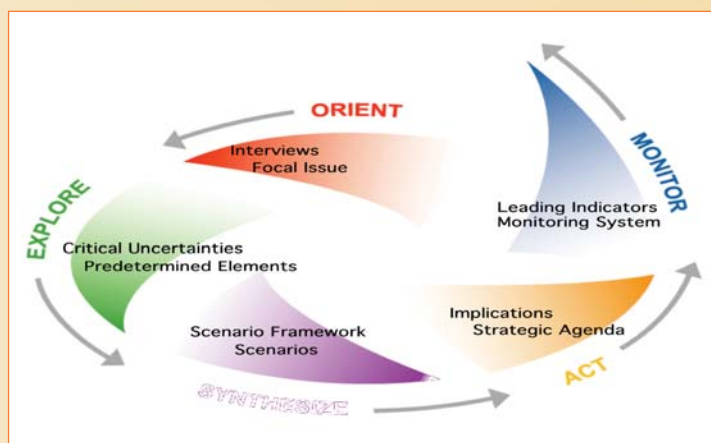 ORIENT
Interviews
Focal Issue
EXPLORE
Critical Uncertainties
Predetermined Elements
SYNTHESIZE
Scenario Framework
Scenarios
ACT
Implications
Strategic Agenda
MONITOR
Leading Indicators
Monitoring System